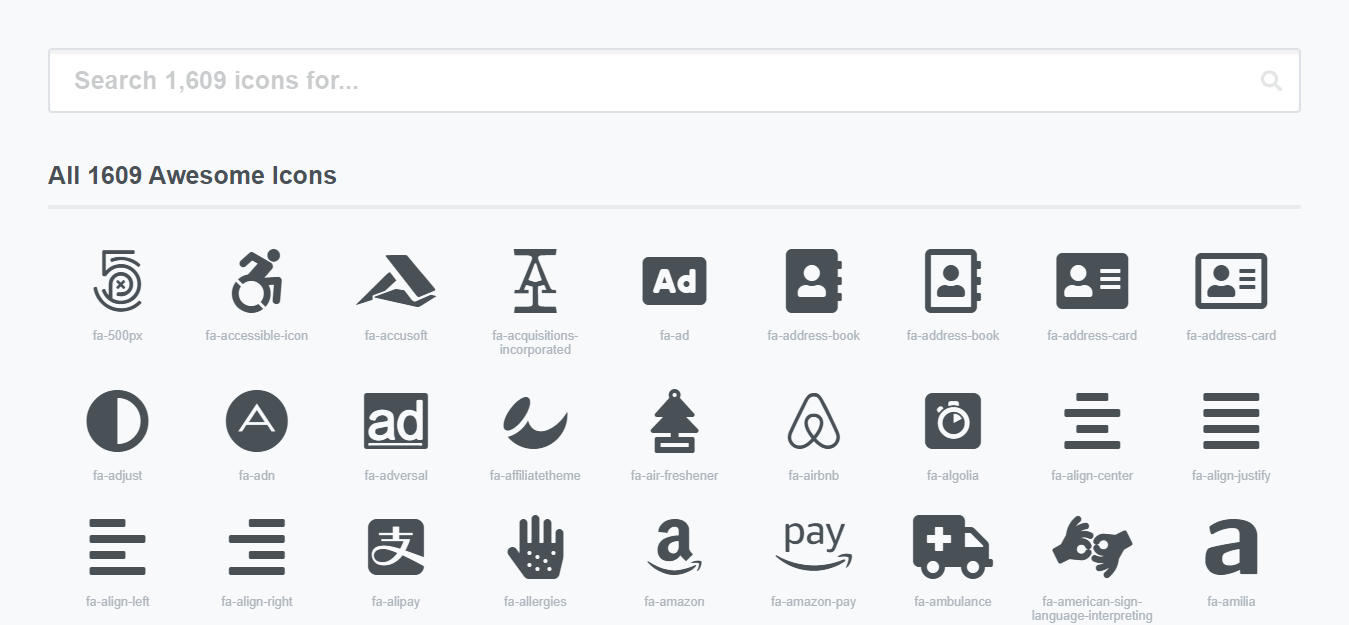 Search 1,609 icons for...
All 1609 Awesome Icons
Ad
fa-500px
fa-accessible-icon
fa-accusoft
fa-acquisitions-
incorporated
fa-ad
fa-address-book
fa-address-book
fa-address-card
fa-address-card
ad
fa-adjust
fa-adn
fa-adversal
fa-affiliatetheme
fa-air-freshener
fa-airbnb
fa-algolia
fa-align-center
fa-align-justify
支
a
pay
a
fa-align-left
fa-align-right
fa-alipay
fa-allergies
fa-amazon
fa-amazon-pay
fa-ambulance
fa-american-sign-
language-interpreting
fa-amilia